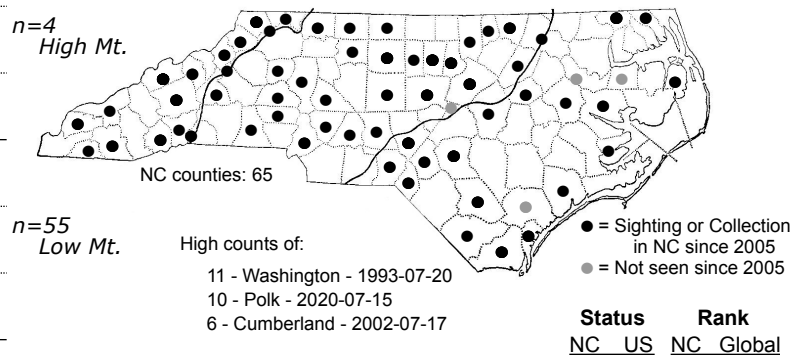 n=4
High Mt.
NC counties: 65
n=55
Low Mt.
High counts of:
11 - Washington - 1993-07-20
10 - Polk - 2020-07-15
6 - Cumberland - 2002-07-17
= Sighting or Collection
in NC since 2005
= Not seen since 2005
Status Rank
NC US NC Global